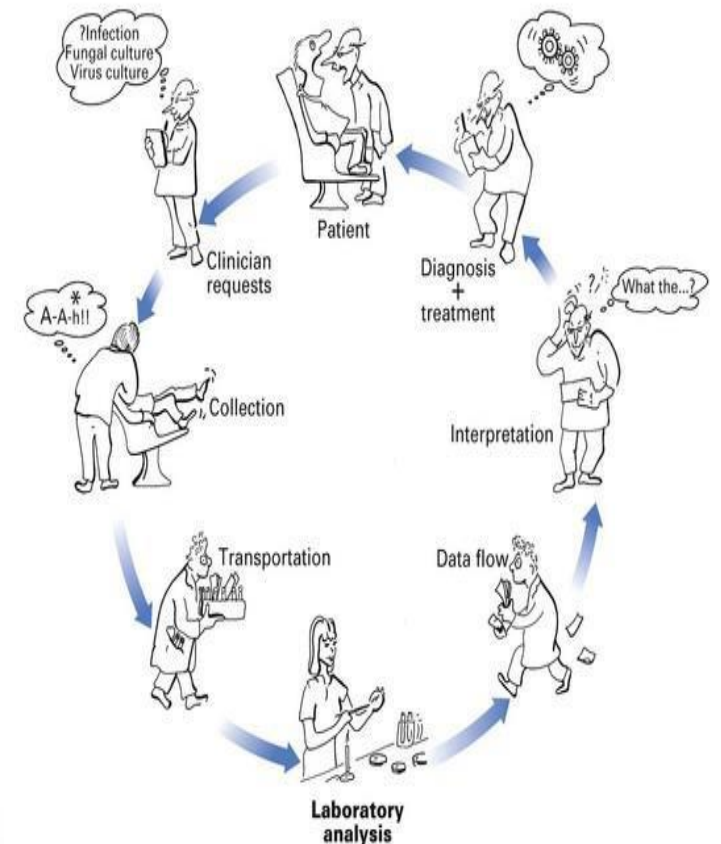 ?Infection
Fungal culture
Virus culture
Patient
Clinician
requests
*
A-A-h!!
Collection
Transportation
Laboratory
analysis
Data flow
Interpretation
What the...?
?
Diagnosis
+
treatment